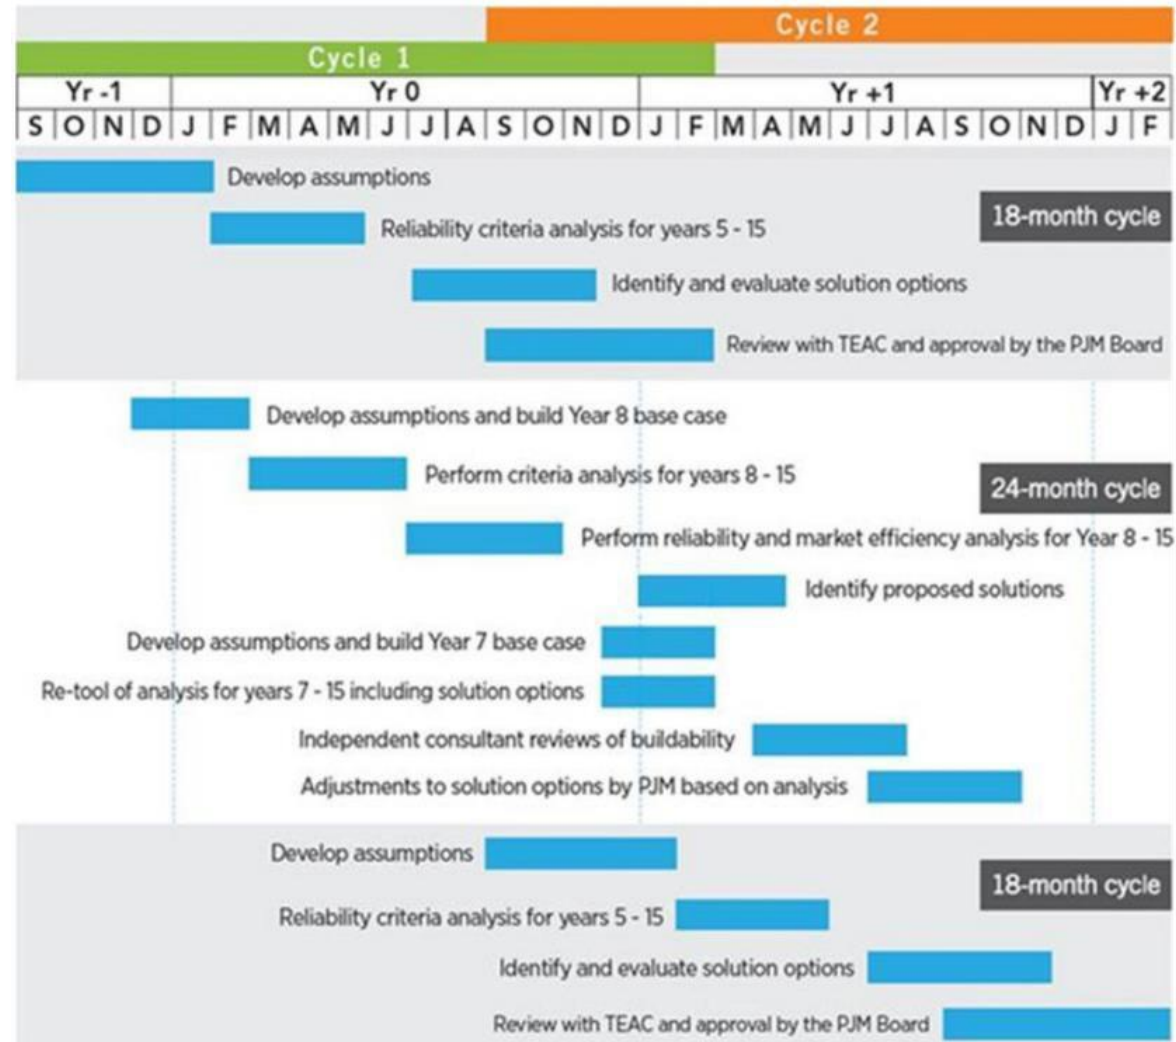 Cycle 2
Cycle 1
Yr -1 Yr 0 Yr +1 Yr +2
S O N D J F M A M J J A S O N D J F M A M J J A S O N D J F
Develop assumptions
18-month cycle
Reliability criteria analysis for years 5 - 15
Identify and evaluate solution options
Review with TEAC and approval by the PJM Board
Develop assumptions and build Year 8 base case
Perform criteria analysis for years 8 - 15
24-month cycle
Perform reliability and market efficiency analysis for Year 8 - 15
Identify proposed solutions
Develop assumptions and build Year 7 base case
Re-tool of analysis for years 7 - 15 including solution options
Independent consultant reviews of buildability
Adjustments to solution options by PJM based on analysis
Develop assumptions
18-month cycle
Reliability criteria analysis for years 5 - 15
Identify and evaluate solution options
Review with TEAC and approval by the PJM Board